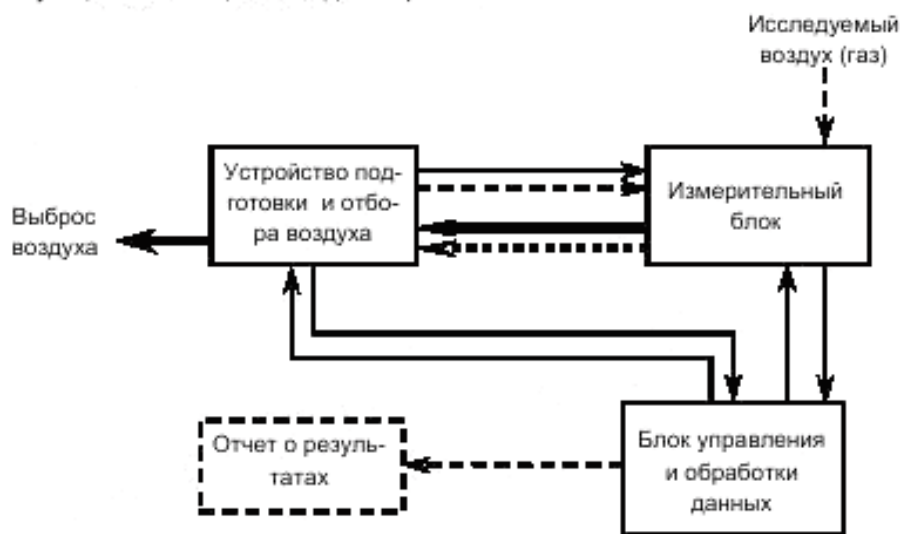 Исследуемый
воздух (газ)
Устройство под-
готовки и отбо-
ра воздуха
Измерительный
блок
Выброс
воздуха
Отчет о резуль-
татах
Блок управления
и обработки
данных